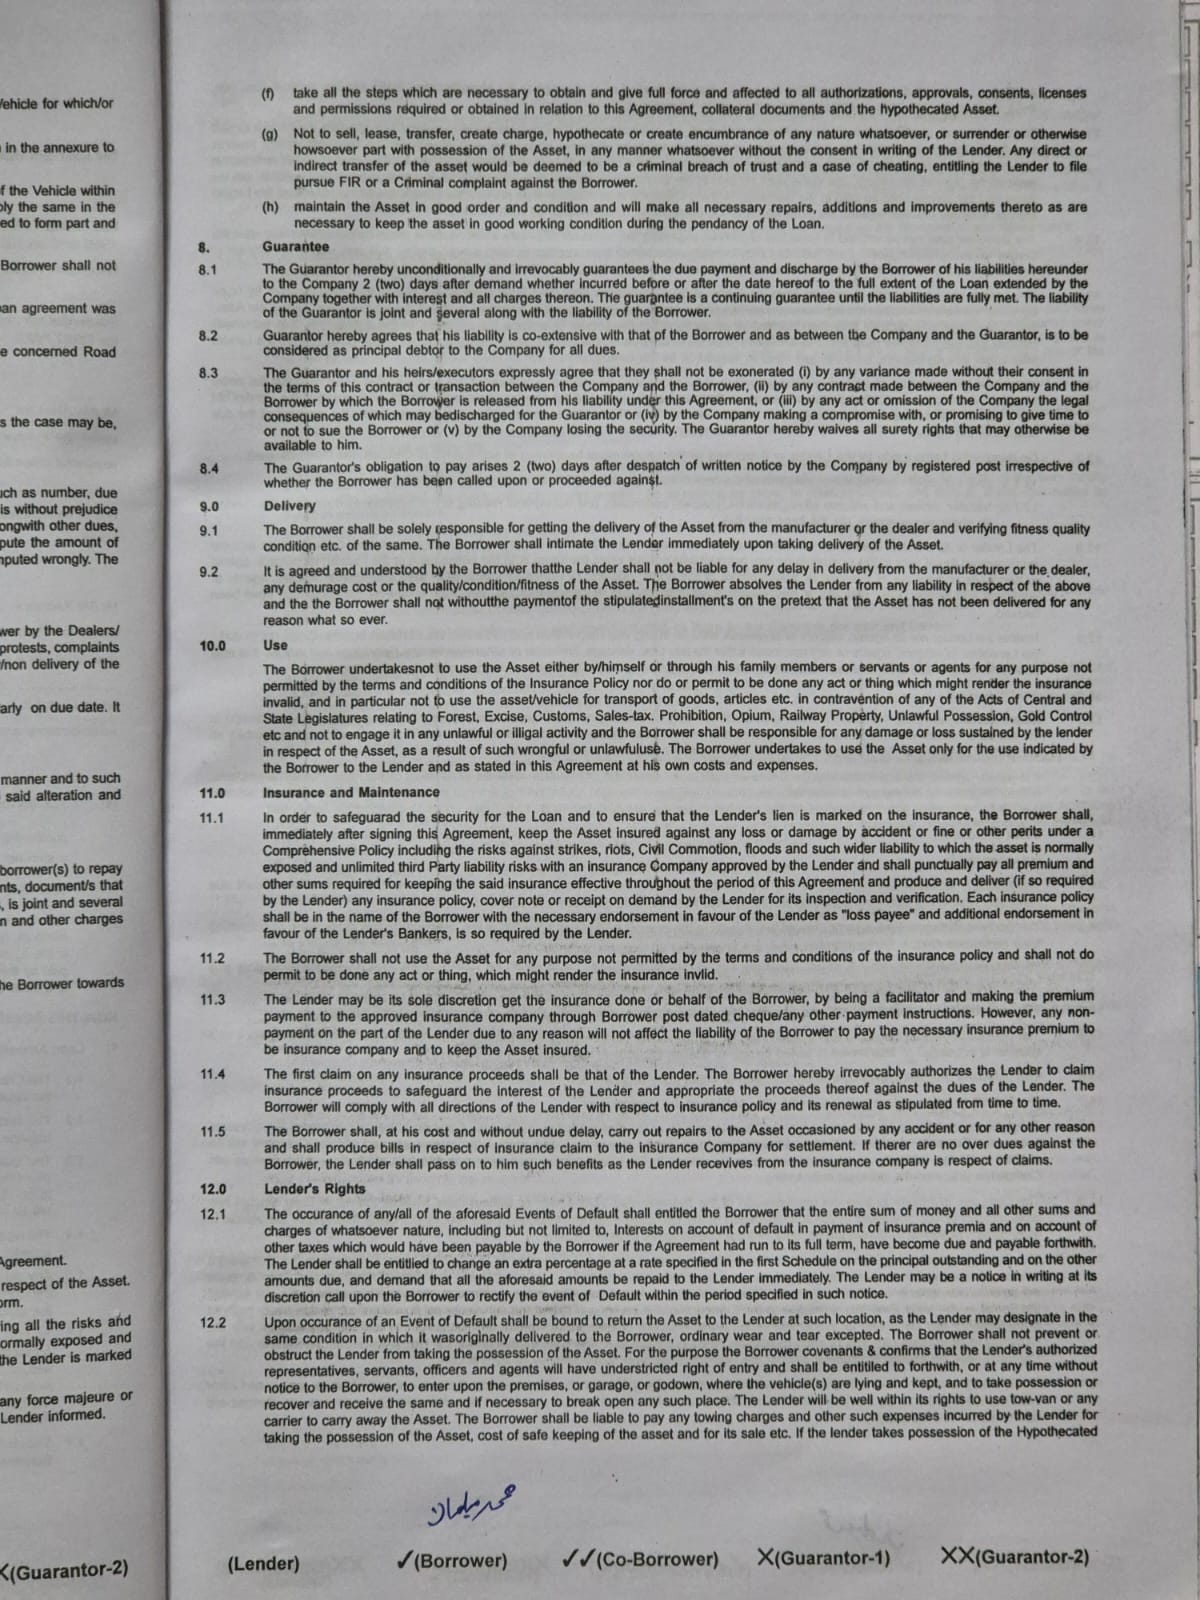 Vehicle for which/or
in the annexure to
of the Vehicle within
ply the same in the
ed to form part and
Borrower shall not
an agreement was
e concerned Road
s the case may be,
uch as number, due
is without prejudice
ongwith other dues,
pute the amount of
mputed wrongly. The
wer by the Dealers/
protests, complaints
/non delivery of the
arly on due date. It
manner and to such
said alteration and
borrower(s) to repay
nts, document/s that
, is joint and several
n and other charges
he Borrower towards
Agreement.
respect of the Asset.
orm.
ing all the risks and
ormally exposed and
the Lender is marked
any force majeure or
Lender informed.
X(Guarantor-2)
(f) take all the steps which are necessary to obtain and give full force and affected to all authorizations, approvals, consents, licenses
and permissions required or obtained in relation to this Agreement, collateral documents and the hypothecated Asset.
(g) Not to sell, lease, transfer, create charge, hypothecate or create encumbrance of any nature whatsoever, or surrender or otherwise
howsoever part with possession of the Asset, in any manner whatsoever without the consent in writing of the Lender. Any direct or
indirect transfer of the asset would be deemed to be a criminal breach of trust and a case of cheating, entitling the Lender to file
pursue FIR or a Criminal complaint against the Borrower.
(h) maintain the Asset in good order and condition and will make all necessary repairs, additions and improvements thereto as are
necessary to keep the asset in good working condition during the pendancy of the Loan.
8. Guarantee
8.1 The Guarantor hereby unconditionally and irrevocably guarantees the due payment and discharge by the Borrower of his liabilities hereunder
to the Company 2 (two) days after demand whether incurred before or after the date hereof to the full extent of the Loan extended by the
Company together with interest and all charges thereon. The guarantee is a continuing guarantee until the liabilities are fully met. The liability
of the Guarantor is joint and several along with the liability of the Borrower.
8.2 Guarantor hereby agrees that his liability is co-extensive with that of the Borrower and as between the Company and the Guarantor, is to be
considered as principal debtor to the Company for all dues.
8.3 The Guarantor and his heirs/executors expressly agree that they shall not be exonerated (i) by any variance made without their consent in
the terms of this contract or transaction between the Company and the Borrower, (ii) by any contract made between the Company and the
Borrower by which the Borrower is released from his liability under this Agreement, or (iii) by any act or omission of the Company the legal
consequences of which may bedischarged for the Guarantor or (iv) by the Company making a compromise with, or promising to give time to
or not to sue the Borrower or (v) by the Company losing the security. The Guarantor hereby waives all surety rights that may otherwise be
available to him.
8.4 The Guarantor's obligation to pay arises 2 (two) days after despatch of written notice by the Company by registered post irrespective of
whether the Borrower has been called upon or proceeded against.
9.0 Delivery
9.1 The Borrower shall be solely responsible for getting the delivery of the Asset from the manufacturer or the dealer and verifying fitness quality
condition etc. of the same. The Borrower shall intimate the Lender immediately upon taking delivery of the Asset.
9.2 It is agreed and understood by the Borrower thatthe Lender shall not be liable for any delay in delivery from the manufacturer or the dealer,
any demurage cost or the quality/condition/fitness of the Asset. The Borrower absolves the Lender from any liability in respect of the above
and the the Borrower shall not withoutthe paymentof the stipulatedinstallment's on the pretext that the Asset has not been delivered for any
reason what so ever.
10.0 Use
The Borrower undertakesnot to use the Asset either by/himself or through his family members or servants or agents for any purpose not
permitted by the terms and conditions of the Insurance Policy nor do or permit to be done any act or thing which might render the insurance
invalid, and in particular not to use the asset/vehicle for transport of goods, articles etc. in contravention of any of the Acts of Central and
State Legislatures relating to Forest, Excise, Customs, Sales-tax. Prohibition, Opium, Railway Property, Unlawful Possession, Gold Control
etc and not to engage it in any unlawful or illigal activity and the Borrower shall be responsible for any damage or loss sustained by the lender
in respect of the Asset, as a result of such wrongful or unlawfuluse. The Borrower undertakes to use the Asset only for the use indicated by
the Borrower to the Lender and as stated in this Agreement at his own costs and expenses.
11.0 Insurance and Maintenance
11.1 In order to safeguarad the security for the Loan and to ensure that the Lender's lien is marked on the insurance, the Borrower shall,
immediately after signing this Agreement, keep the Asset insured against any loss or damage by accident or fine or other perits under a
Comprehensive Policy including the risks against strikes, riots, Civil Commotion, floods and such wider liability to which the asset is normally
exposed and unlimited third Party liability risks with an insurance Company approved by the Lender and shall punctually pay all premium and
other sums required for keeping the said insurance effective throughout the period of this Agreement and produce and deliver (if so required
by the Lender) any insurance policy, cover note or receipt on demand by the Lender for its inspection and verification. Each insurance policy
shall be in the name of the Borrower with the necessary endorsement in favour of the Lender as "loss payee" and additional endorsement in
favour of the Lender's Bankers, is so required by the Lender.
11.2 The Borrower shall not use the Asset for any purpose not permitted by the terms and conditions of the insurance policy and shall not do
permit to be done any act or thing, which might render the insurance invlid.
11.3 The Lender may be its sole discretion get the insurance done or behalf of the Borrower, by being a facilitator and making the premium
payment to the approved insurance company through Borrower post dated cheque/any other payment instructions. However, any non-
payment on the part of the Lender due to any reason will not affect the liability of the Borrower to pay the necessary insurance premium to
be insurance company and to keep the Asset insured.
11.4 The first claim on any insurance proceeds shall be that of the Lender. The Borrower hereby irrevocably authorizes the Lender to claim
insurance proceeds to safeguard the interest of the Lender and appropriate the proceeds thereof against the dues of the Lender. The
Borrower will comply with all directions of the Lender with respect to insurance policy and its renewal as stipulated from time to time.
11.5 The Borrower shall, at his cost and without undue delay, carry out repairs to the Asset occasioned by any accident or for any other reason
and shall produce bills in respect of insurance claim to the insurance Company for settlement. If therer are no over dues against the
Borrower, the Lender shall pass on to him such benefits as the Lender recevives from the insurance company is respect of claims.
12.0 Lender's Rights
12.1 The occurance of any/all of the aforesaid Events of Default shall entitled the Borrower that the entire sum of money and all other sums and
charges of whatsoever nature, including but not limited to, Interests on account of default in payment of insurance premia and on account of
other taxes which would have been payable by the Borrower if the Agreement had run to its full term, have become due and payable forthwith.
The Lender shall be entitlied to change an extra percentage at a rate specified in the first Schedule on the principal outstanding and on the other
amounts due, and demand that all the aforesaid amounts be repaid to the Lender immediately. The Lender may be a notice in writing at its
discretion call upon the Borrower to rectify the event of Default within the period specified in such notice.
12.2 Upon occurance of an Event of Default shall be bound to return the Asset to the Lender at such location, as the Lender may designate in the
same condition in which it wasoriginally delivered to the Borrower, ordinary wear and tear excepted. The Borrower shall not prevent or
obstruct the Lender from taking the possession of the Asset. For the purpose the Borrower covenants & confirms that the Lender's authorized
representatives, servants, officers and agents will have understricted right of entry and shall be entitiled to forthwith, or at any time without
notice to the Borrower, to enter upon the premises, or garage, or godown, where the vehicle(s) are lying and kept, and to take possession or
recover and receive the same and if necessary to break open any such place. The Lender will be well within its rights to use tow-van or any
carrier to carry away the Asset. The Borrower shall be liable to pay any towing charges and other such expenses incurred by the Lender for
taking the possession of the Asset, cost of safe keeping of the asset and for its sale etc. If the lender takes possession of the Hypothecated
محمد سلمان
(Lender) ✓(Borrower) ✓✓(Co-Borrower) X(Guarantor-1) XX(Guarantor-2)